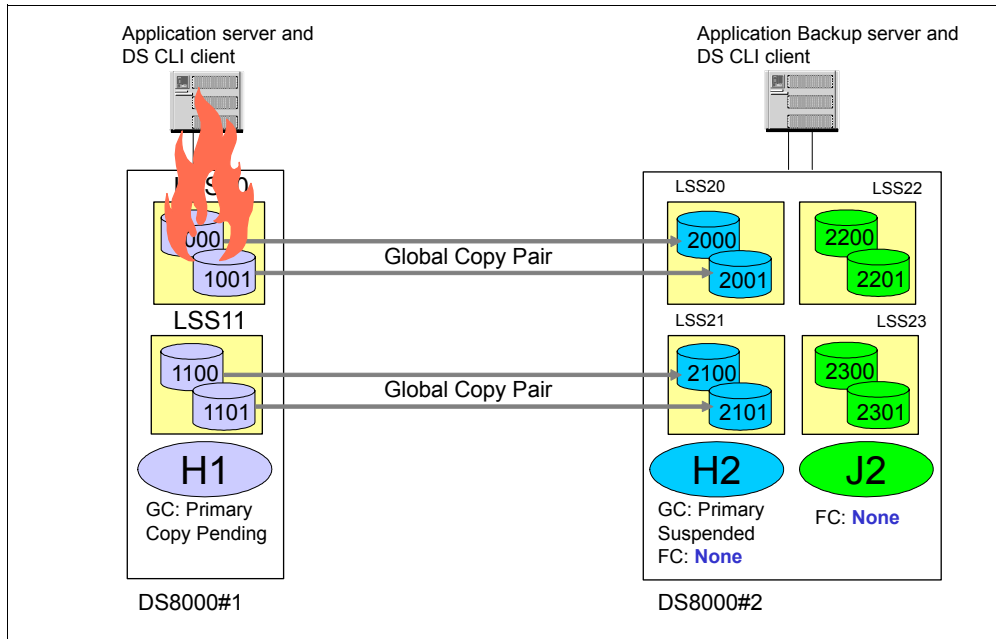 Application server and
DS CLI client
Application Backup server and
DS CLI client
LSS20
LSS22
1001
Global Copy Pair
2000
2001
2200
2201
LSS11
LSS21
LSS23
1100
1101
Global Copy Pair
2100
2101
2300
2301
H1
H2
J2
GC: Primary
Copy Pending
GC: Primary
Suspended
FC: None
FC: None
DS8000#1
DS8000#2